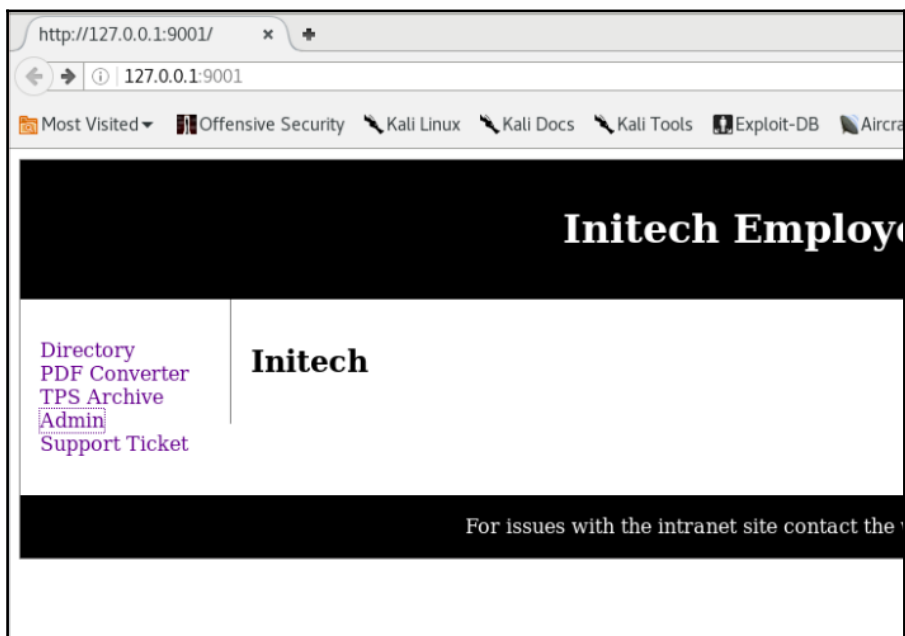 http://127.0.0.1:9001/
127.0.0.1:9001
Most Visited Offensive Security Kali Linux Kali Docs Kali Tools Exploit-DB Aircra
Initech Employe
Directory
PDF Converter
TPS Archive
Admin
Support Ticket
Initech
For issues with the intranet site contact the